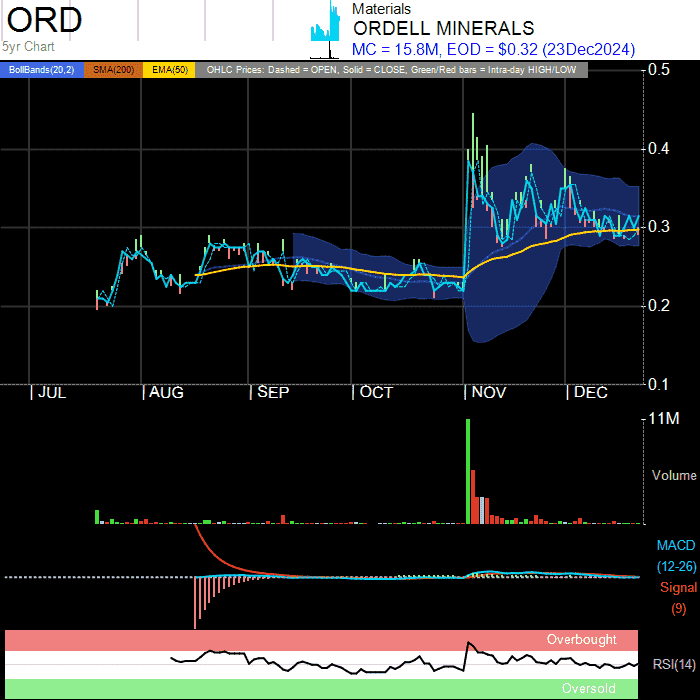 ORD
5yr Chart
Materials
ORDELL MINERALS
MC = 15.8M, EOD = $0.32 (23Dec2024)
BollBands(20,2) SMA(200) EMA(50) OHLC Prices: Dashed = OPEN, Solid = CLOSE, Green/Red bars = Intra-day HIGH/LOW
0.5
0.4
0.3
0.2
0.1
| JUL | AUG | SEP | OCT | NOV | DEC
11M
Volume
MACD
(12-26)
Signal
(9)
Overbought
RSI(14)
Oversold